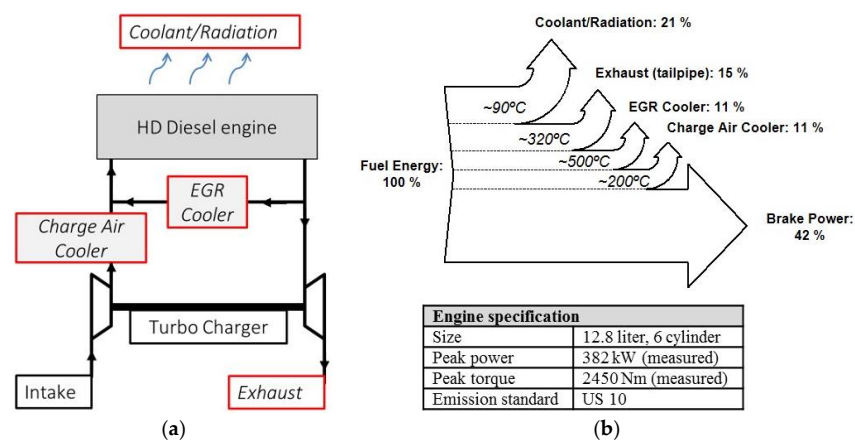 Coolant/Radiation
HD Diesel engine
EGR
Cooler
Charge Air
Cooler
Turbo Charger
Intake
Exhaust
(a)
Coolant/Radiation: 21 %
Exhaust (tailpipe): 15 %
EGR Cooler: 11 %
Charge Air Cooler: 11 %
~90ºC
~320ºC
~500ºC
~200ºC
Fuel Energy:
100 %
Brake Power:
42 %
Engine specification
Size 12.8 liter, 6 cylinder
Peak power 382 kW (measured)
Peak torque 2450 Nm (measured)
Emission standard US 10
(b)